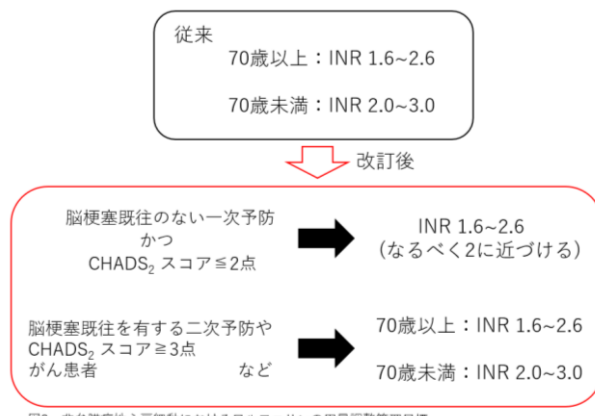 従来
70歳以上：INR 1.6~2.6
70歳未満：INR 2.0~3.0
改訂後
脳梗塞既往のない一次予防
かつ
CHADS₂ スコア≦2点
INR 1.6~2.6
(なるべく2に近づける)
脳梗塞既往を有する二次予防や
CHADS₂ スコア≧3点
がん患者 など
70歳以上：INR 1.6~2.6
70歳未満：INR 2.0~3.0